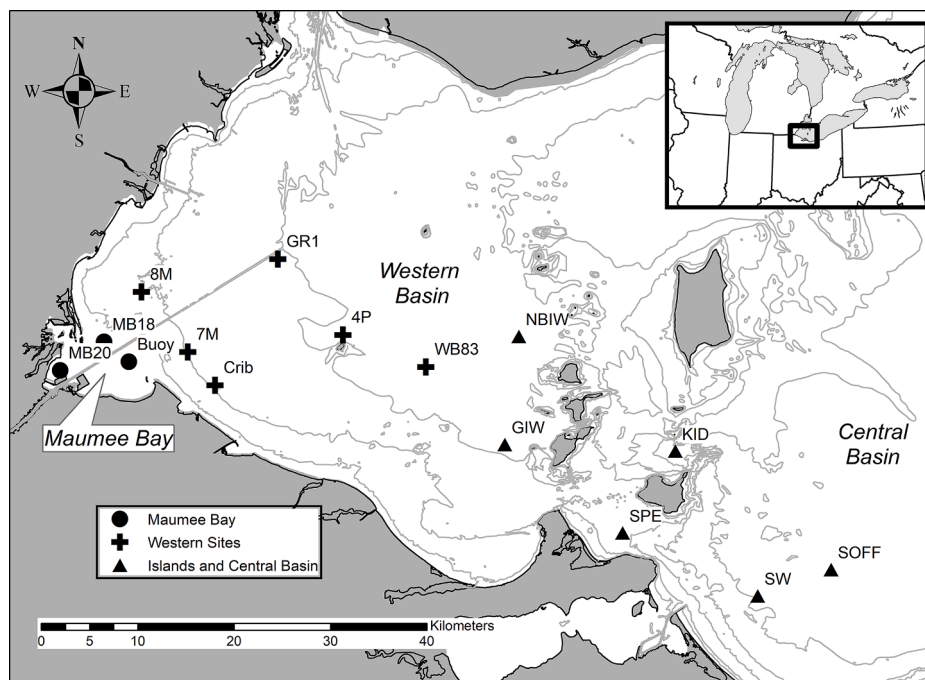 N
W
E
S
GR1
Western
Basin
8M
4P
NBIW
MB18
7M
MB20
Buoy
WB83
Crib
Maumee Bay
GIW
KID
Central
Basin
SPE
SOFF
SW
Maumee Bay
Western Sites
Islands and Central Basin
Kilometers
0 5 10 20 30 40